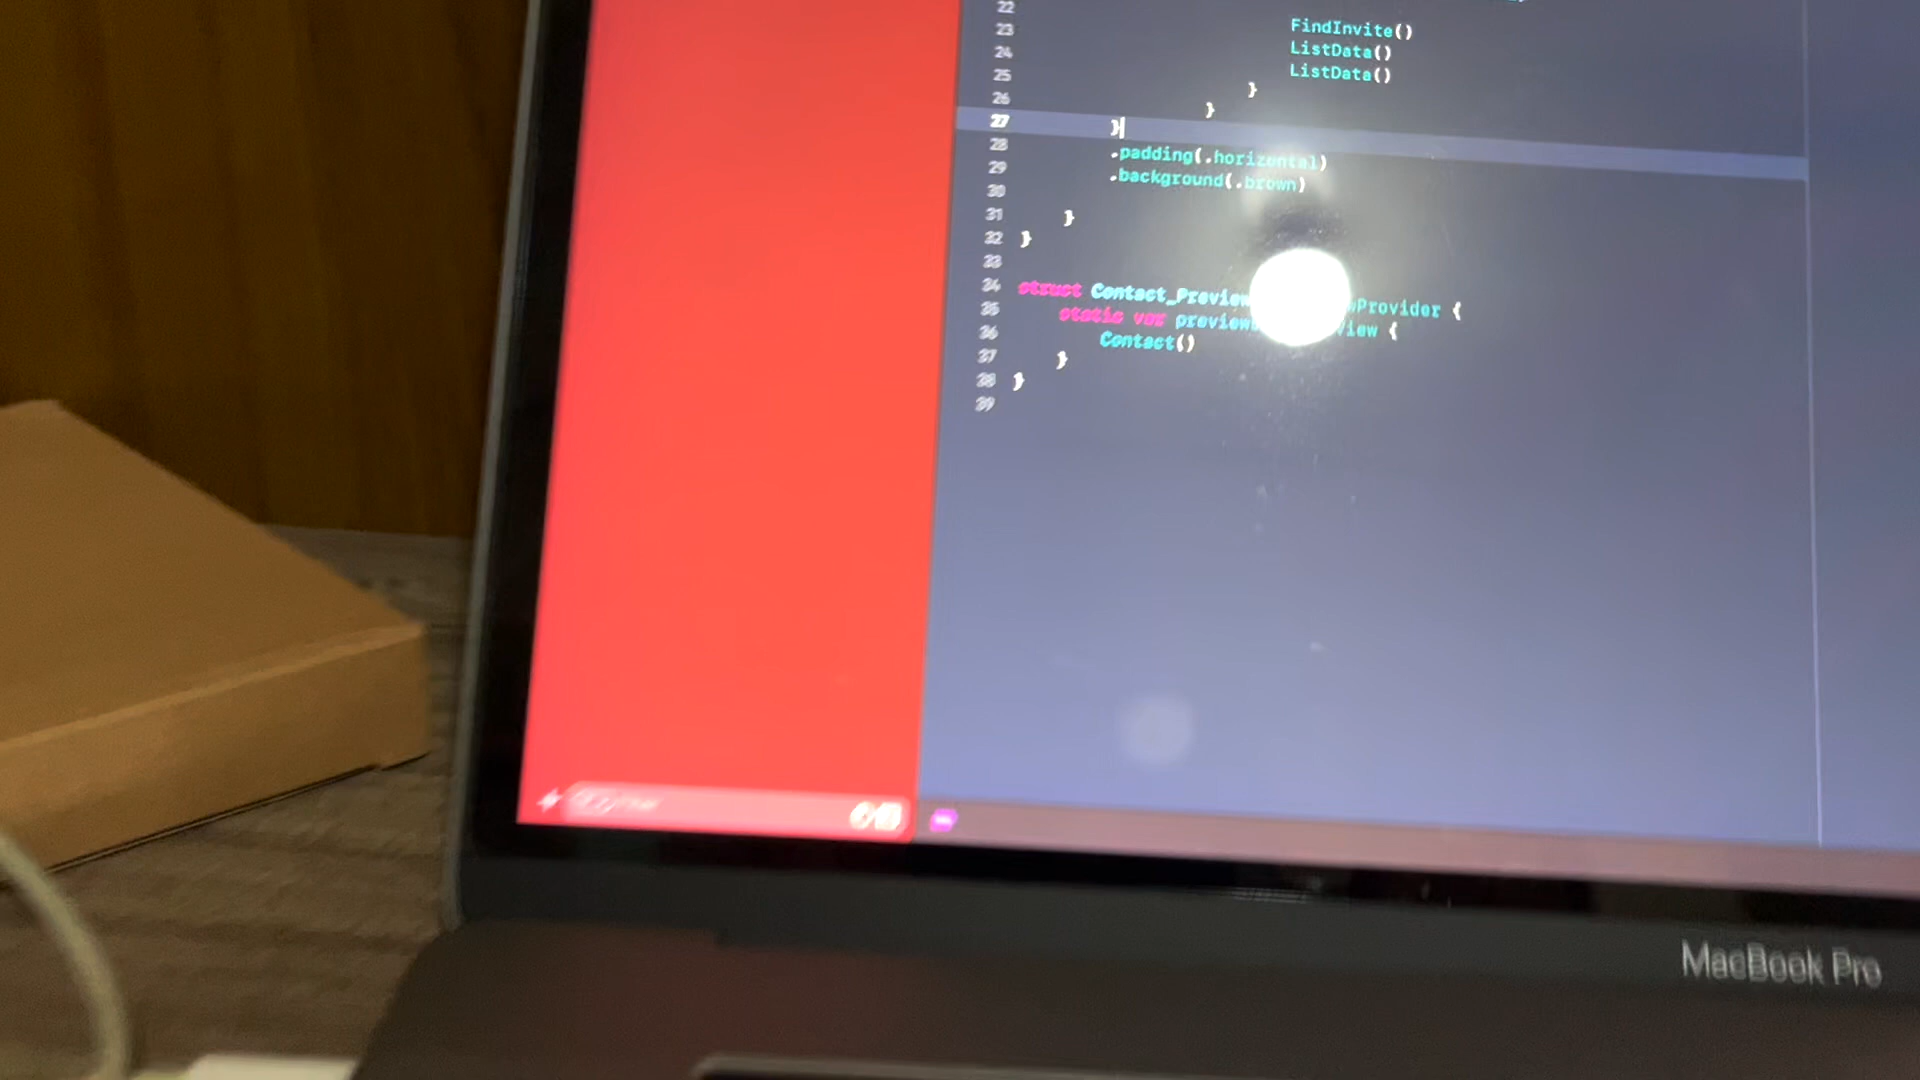 22
23 FindInvite()
24 ListData()
25 ListData()
26 }
27 }
28 }
29 .padding(.horizontal)
30 .background(.brown)
31 }
32 }
33
34 struct Contact_Preview Provider {
35 static var preview View {
36 Contact()
37 }
38 }
39
MacBook Pro